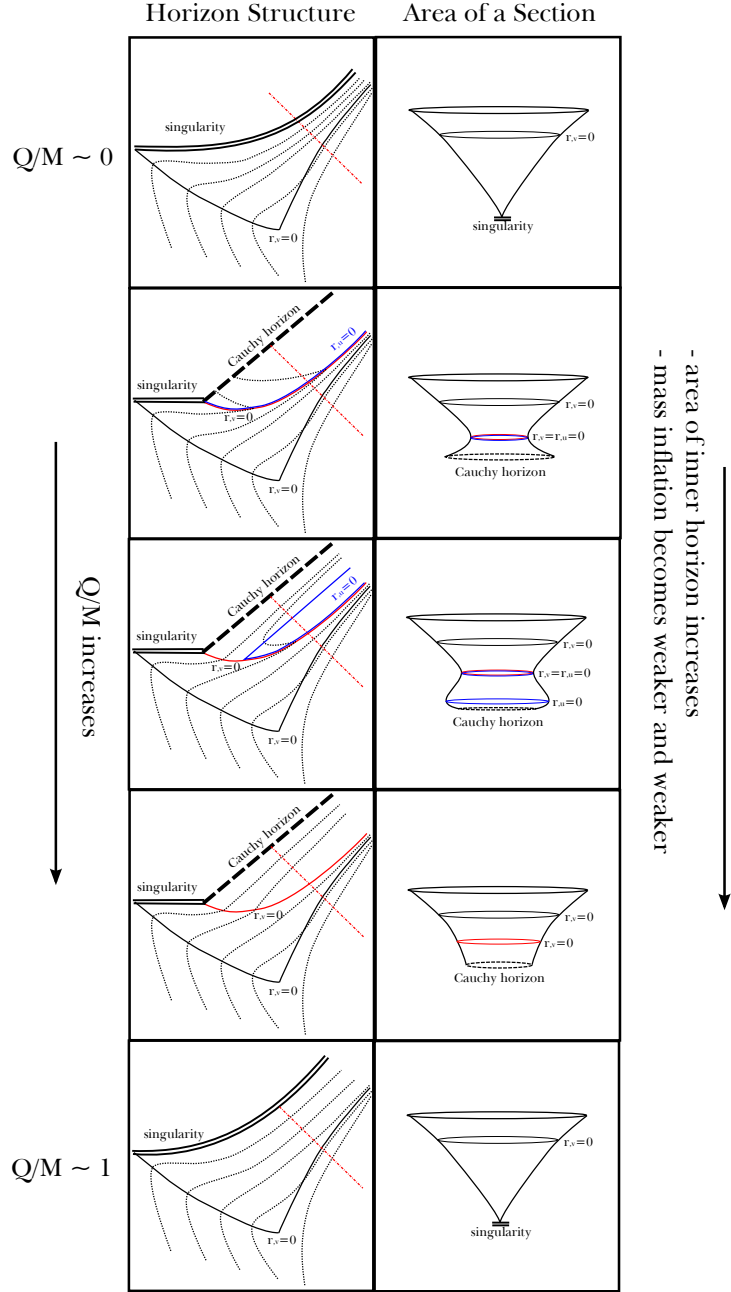 Horizon Structure
Area of a Section
Q/M ~ 0
singularity
r,v=0
r,v=0
singularity
Cauchy horizon
r,u=0
singularity
r,v=0
r,v=0
r,v=0
r,v=r,u=0
Cauchy horizon
Cauchy horizon
r,u=0
singularity
r,v=0
r,v=0
r,v=0
r,v=r,u=0
r,u=0
Cauchy horizon
Cauchy horizon
singularity
r,v=0
r,v=0
r,v=0
r,v=0
Cauchy horizon
Q/M ~ 1
singularity
r,v=0
r,v=0
singularity
Q/M increases
- area of inner horizon increases
- mass inflation becomes weaker and weaker